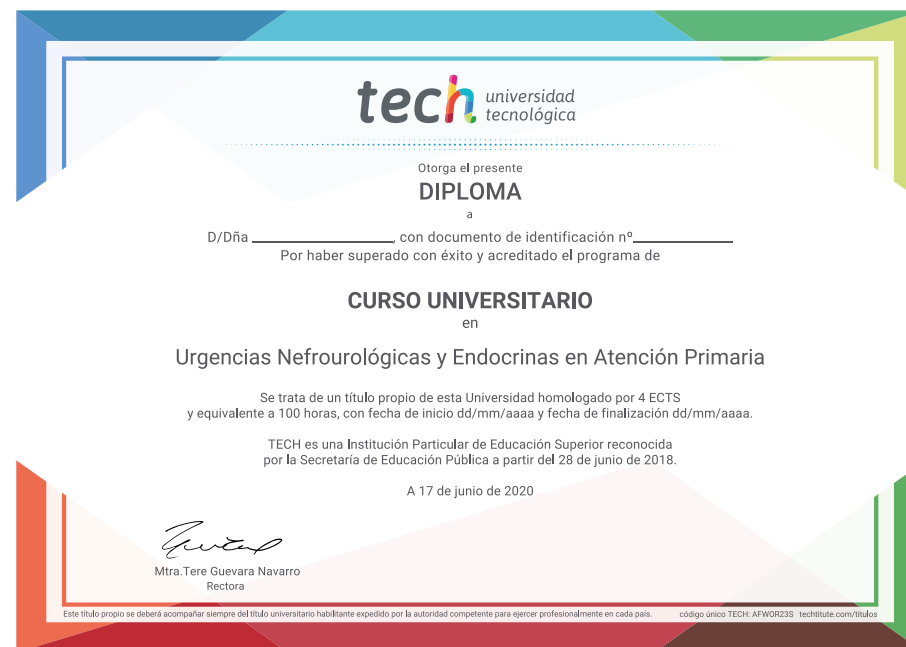 tech universidad
tecnológica
Otorga el presente
DIPLOMA
a
D/Dña ____________________, con documento de identificación nº______________
Por haber superado con éxito y acreditado el programa de
CURSO UNIVERSITARIO
en
Urgencias Nefrourológicas y Endocrinas en Atención Primaria
Se trata de un título propio de esta Universidad homologado por 4 ECTS
y equivalente a 100 horas, con fecha de inicio dd/mm/aaaa y fecha de finalización dd/mm/aaaa.
TECH es una Institución Particular de Educación Superior reconocida
por la Secretaría de Educación Pública a partir del 28 de junio de 2018.
A 17 de junio de 2020
Mtra.Tere Guevara Navarro
Rectora
Este título propio se deberá acompañar siempre del título universitario habilitante expedido por la autoridad competente para ejercer profesionalmente en cada país. código único TECH: AFWOR23S techtitute.com/titulos